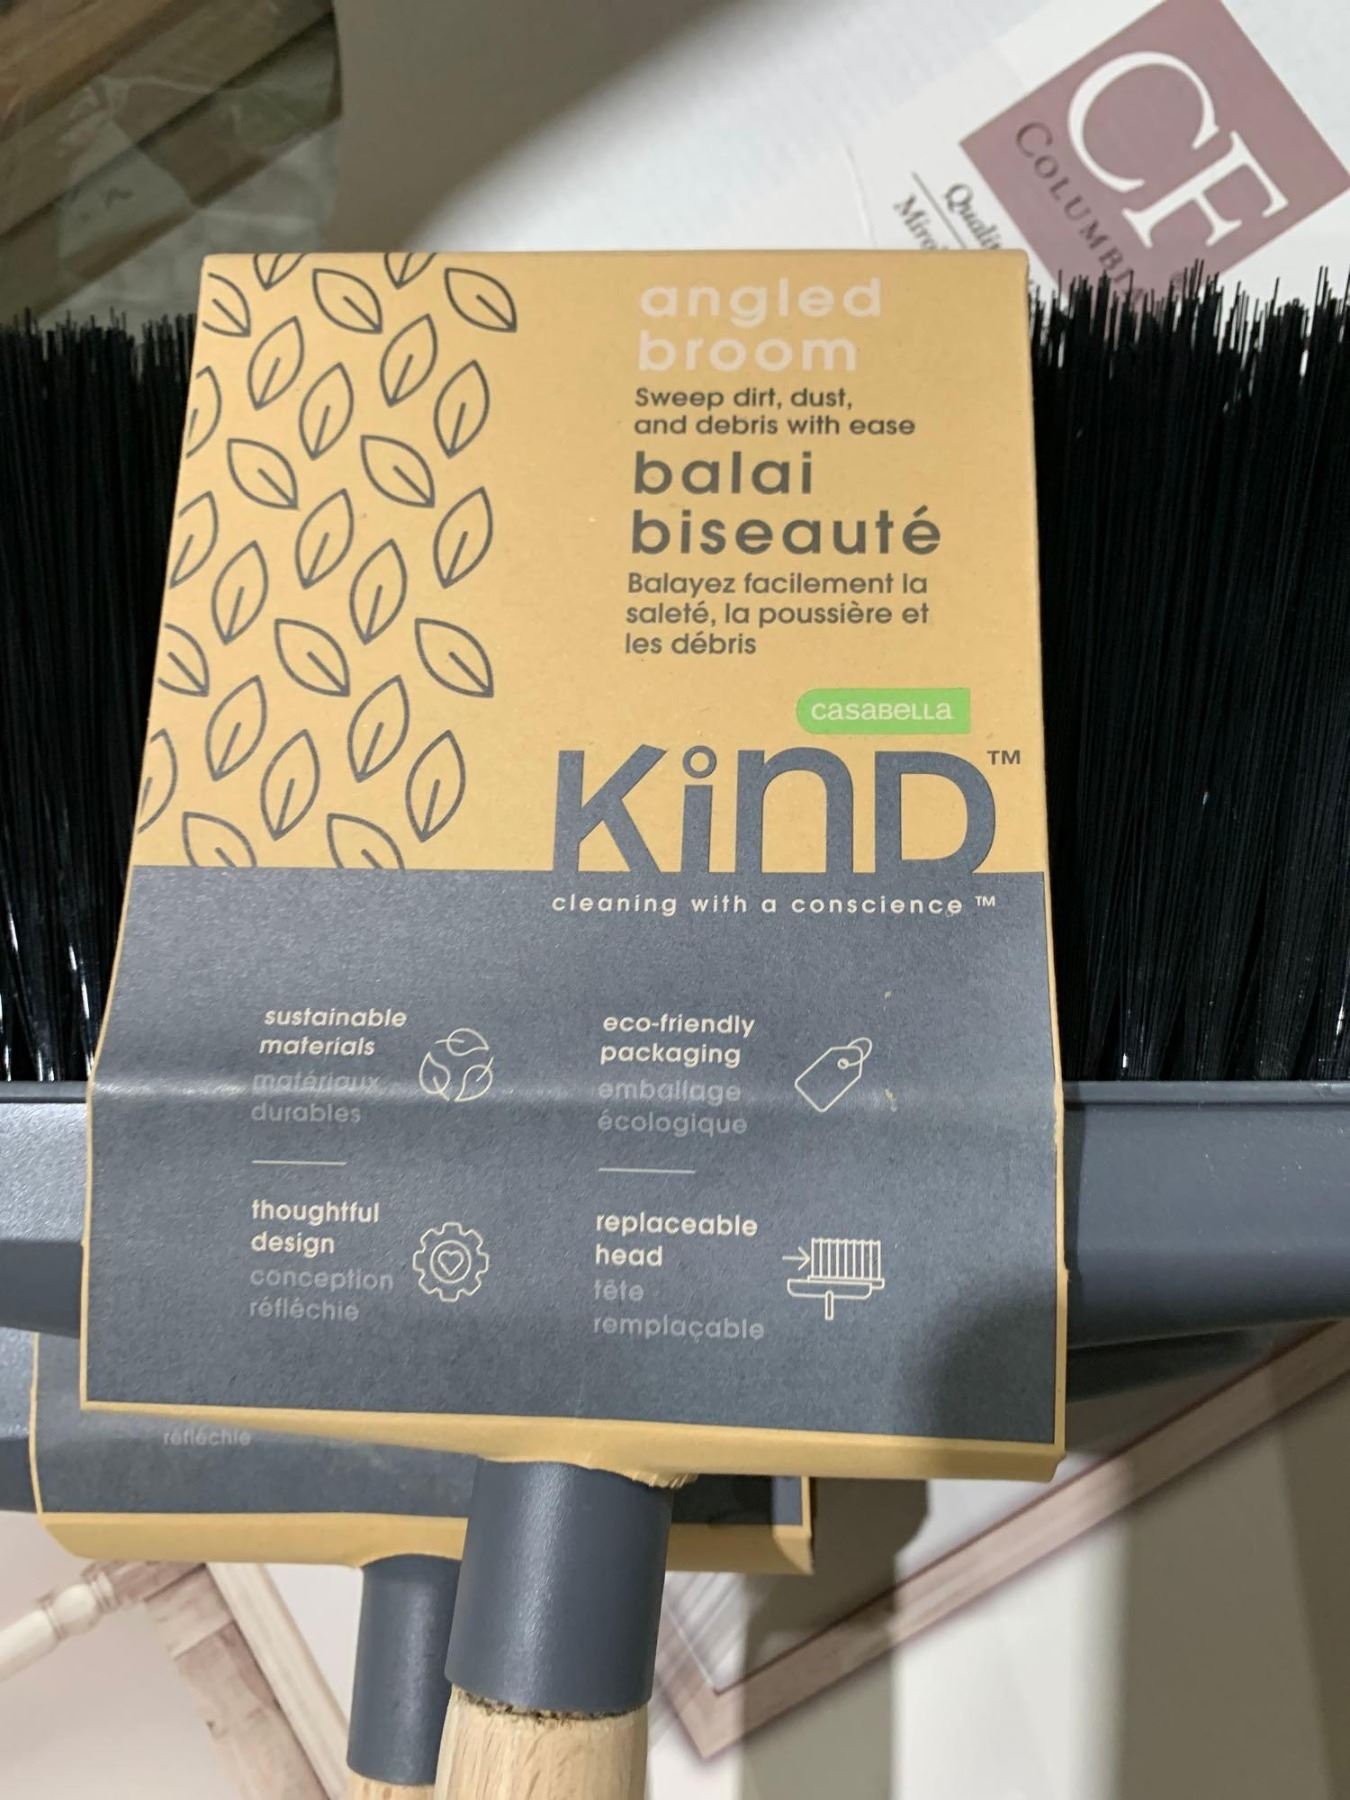 CF
COLUMBI
angled
broom
Sweep dirt, dust,
and debris with ease
balai
biseauté
Balayez facilement la
saleté, la poussière et
les débris
casaBELLa
KinD™
cleaning with a conscience™
sustainable
materials
matériaux
durables
eco-friendly
packaging
emballage
écologique
thoughtful
design
conception
réfléchie
replaceable
head
tête
remplaçable
réfléchie